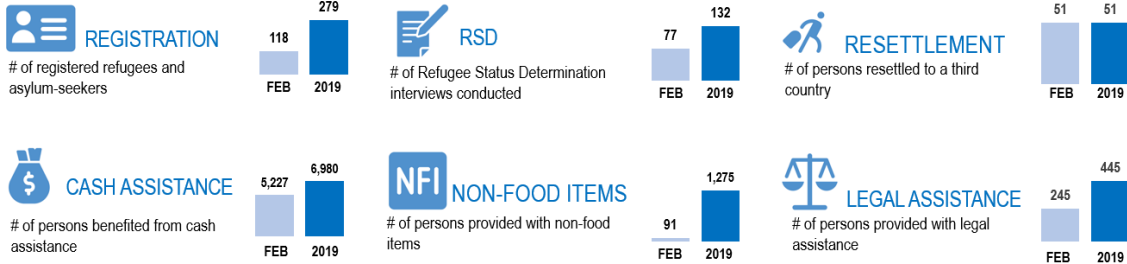 REGISTRATION
# of registered refugees and
asylum-seekers
118
279
FEB
2019
RSD
# of Refugee Status Determination
interviews conducted
77
132
FEB
2019
RESETTLEMENT
# of persons resettled to a third
country
51
51
FEB
2019
CASH ASSISTANCE
# of persons benefited from cash
assistance
5,227
6,980
FEB
2019
NFI
NON-FOOD ITEMS
# of persons provided with non-food
items
91
1,275
FEB
2019
LEGAL ASSISTANCE
# of persons provided with legal
assistance
245
445
FEB
2019